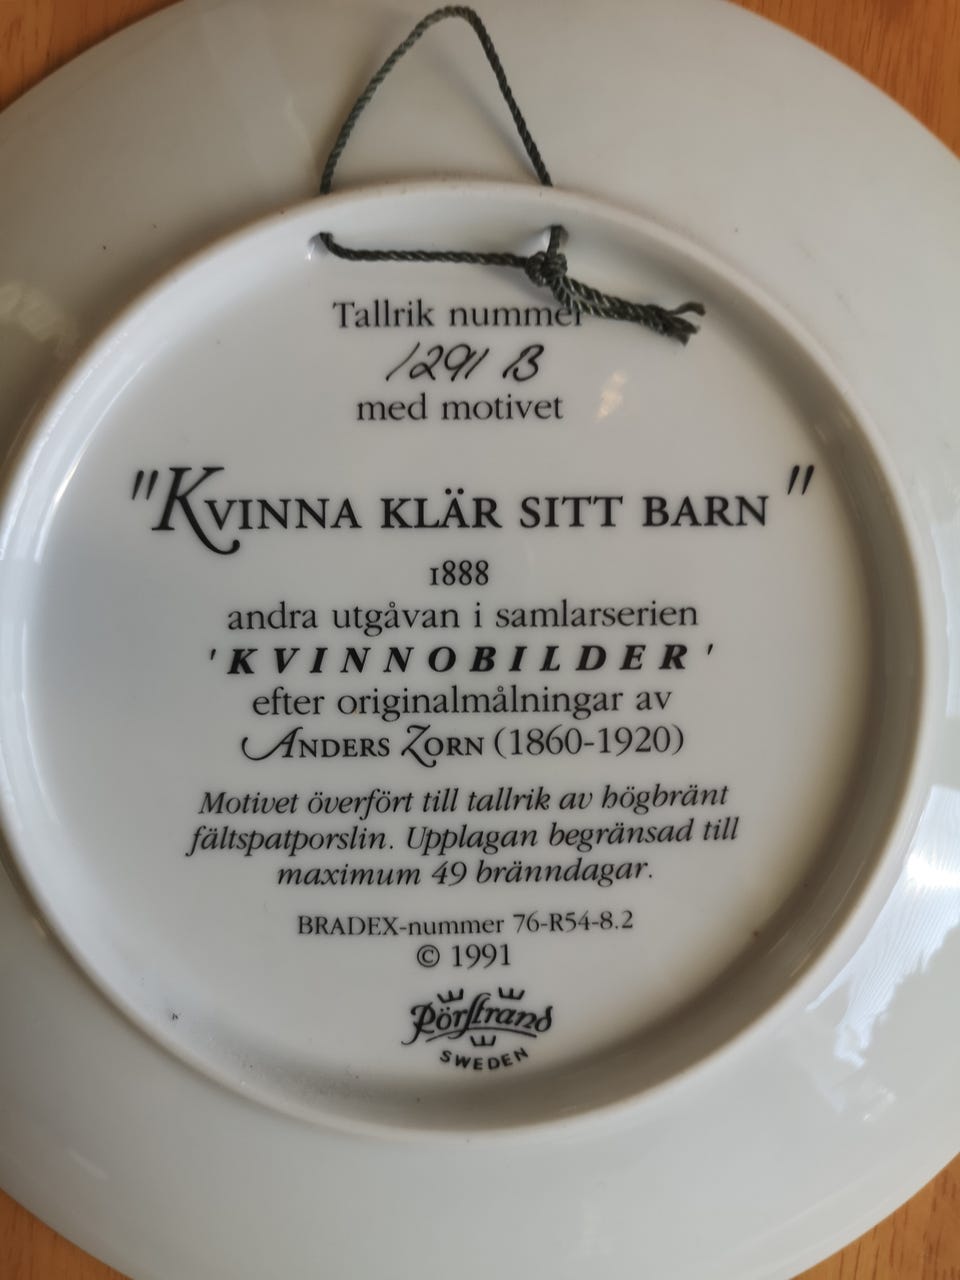 Tallrik nummer
1291 B
med motivet
"KVINNA KLÄR SITT BARN"
1888
andra utgåvan i samlarserien
'KVINNOBILDER'
efter originalmålningar av
ANDERS ZORN (1860-1920)
Motivet överfört till tallrik av högbränt
fältspatporslin. Upplagan begränsad till
maximum 49 bränndagar.
BRADEX-nummer 76-R54-8.2
© 1991
Rörstrand
SWEDEN